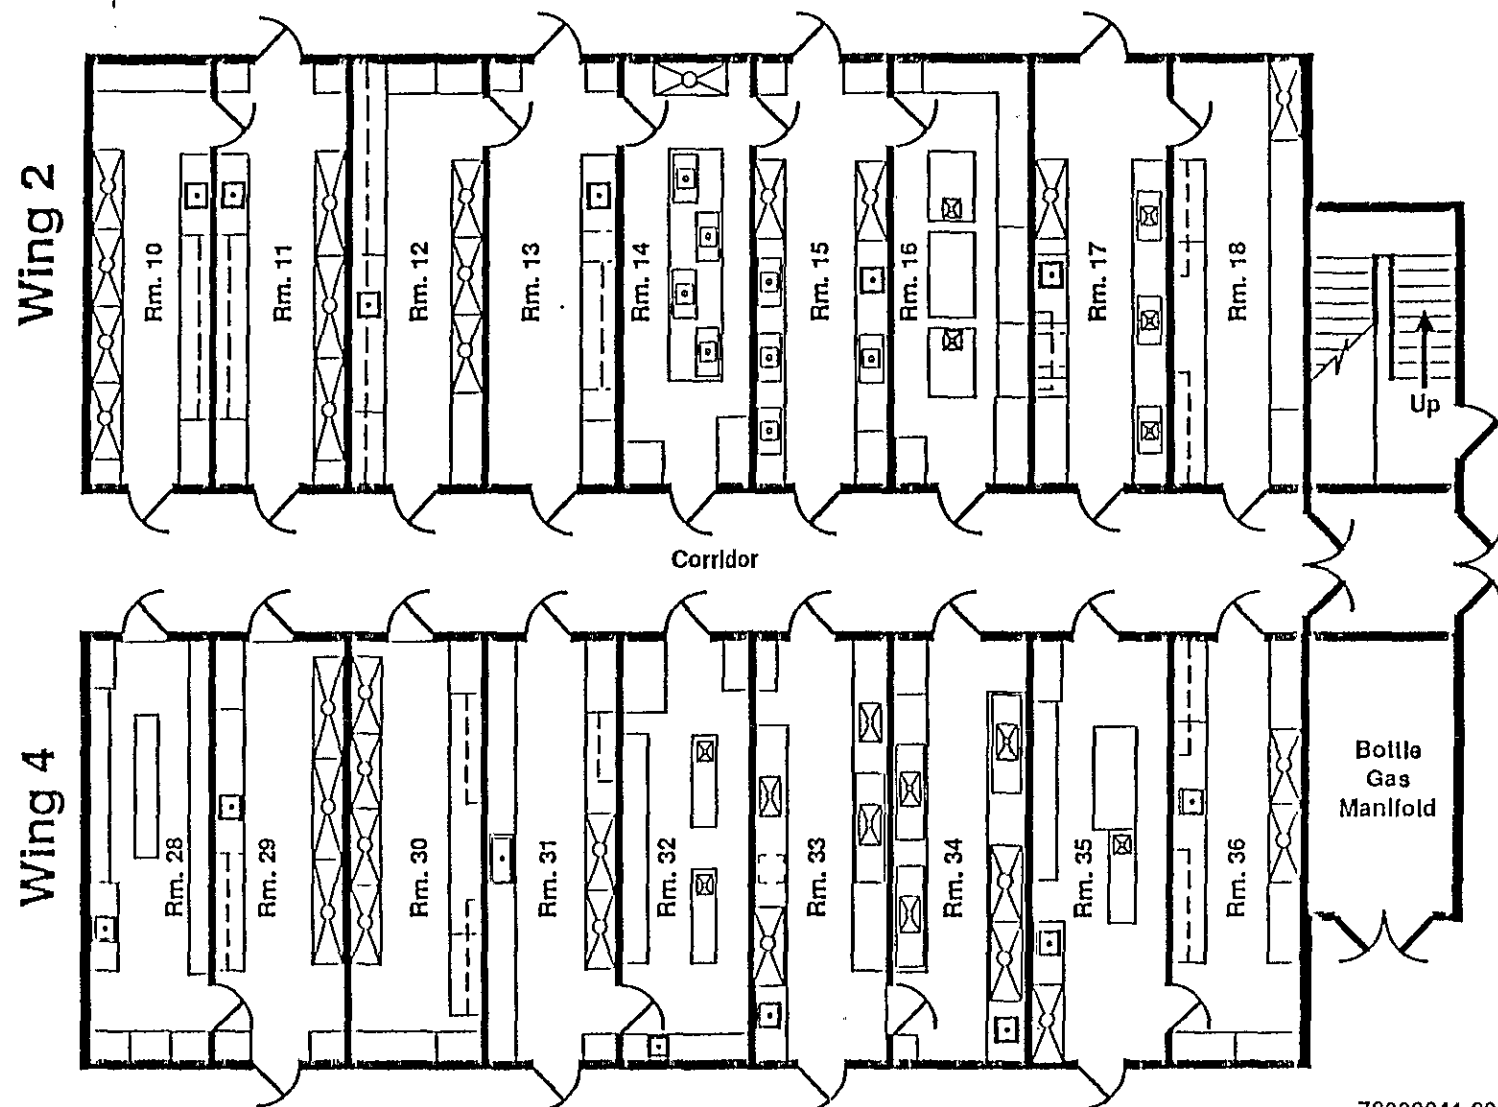 Wing 2
Rm. 10
Rm. 11
Rm. 12
Rm. 13
Rm. 14
Rm. 15
Rm. 16
Rm. 17
Rm. 18
Up
Corridor
Wing 4
Rm. 28
Rm. 29
Rm. 30
Rm. 31
Rm. 32
Rm. 33
Rm. 34
Rm. 35
Rm. 36
Bottle
Gas
Manifold